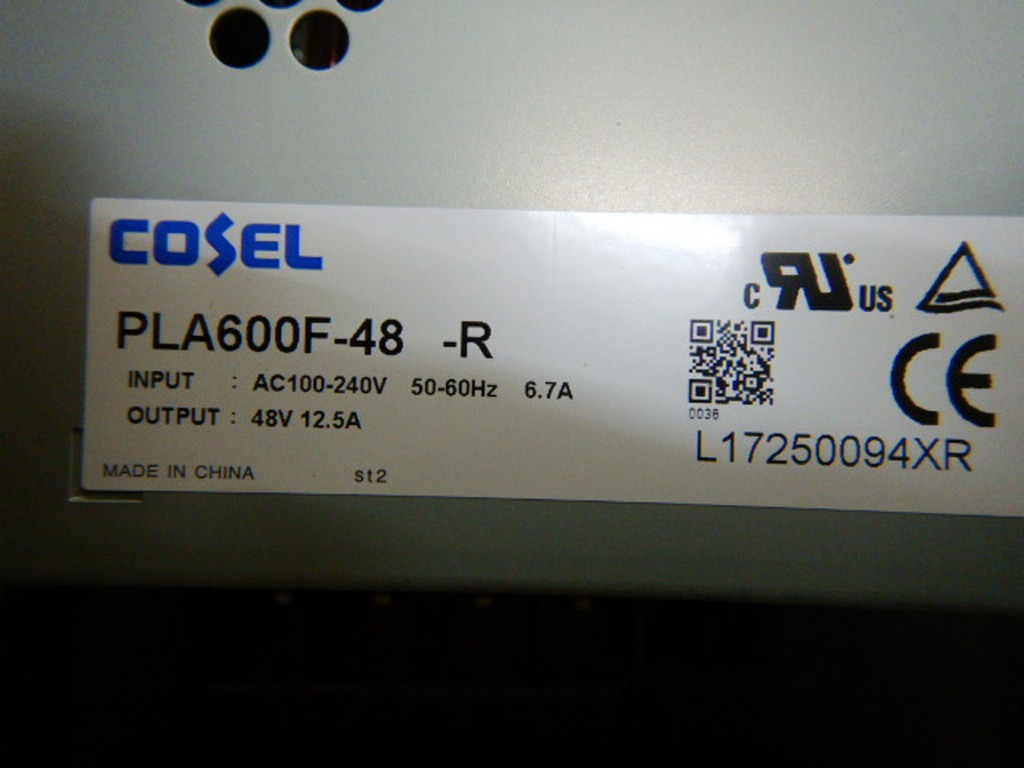 COSEL
PLA600F-48 -R
INPUT : AC100-240V 50-60Hz 6.7A
OUTPUT : 48V 12.5A
MADE IN CHINA st2
c RU US
CE
0036
L17250094XR